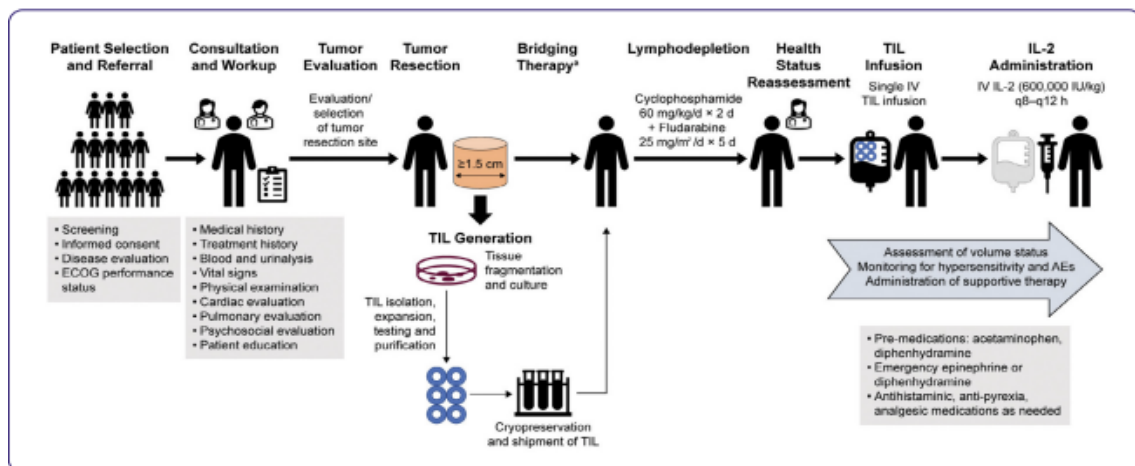 Patient Selection
and Referral
Consultation
and Workup
Tumor
Evaluation
Tumor
Resection
Bridging
Therapyᵃ
Lymphodepletion
Health
Status
Reassessment
TIL
Infusion
IL-2
Administration
Evaluation/
selection
of tumor
resection site
Cyclophosphamide
60 mg/kg/d × 2 d
+ Fludarabine
25 mg/m²/d × 5 d
Single IV
TIL infusion
IV IL-2 (600,000 IU/kg)
q8–q12 h
≥1.5 cm
• Screening
• Informed consent
• Disease evaluation
• ECOG performance
status
• Medical history
• Treatment history
• Blood and urinalysis
• Vital signs
• Physical examination
• Cardiac evaluation
• Pulmonary evaluation
• Psychosocial evaluation
• Patient education
TIL Generation
Tissue
fragmentation
and culture
TIL isolation,
expansion,
testing and
purification
Cryopreservation
and shipment of TIL
Assessment of volume status
Monitoring for hypersensitivity and AEs
Administration of supportive therapy
• Pre-medications: acetaminophen,
diphenhydramine
• Emergency epinephrine or
diphenhydramine
• Antihistaminic, anti-pyrexia,
analgesic medications as needed